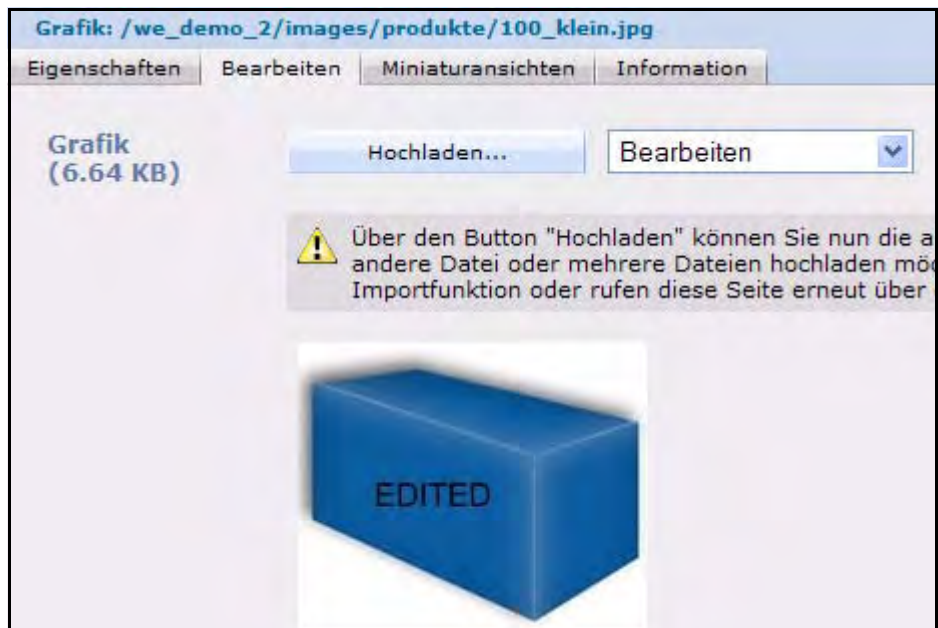 Grafik: /we_demo_2/images/produkte/100_klein.jpg
Eigenschaften Bearbeiten Miniaturansichten Information
Grafik
(6.64 KB)
Hochladen... Bearbeiten
Über den Button "Hochladen" können Sie nun die a
andere Datei oder mehrere Dateien hochladen mö
Importfunktion oder rufen diese Seite erneut über
EDITED